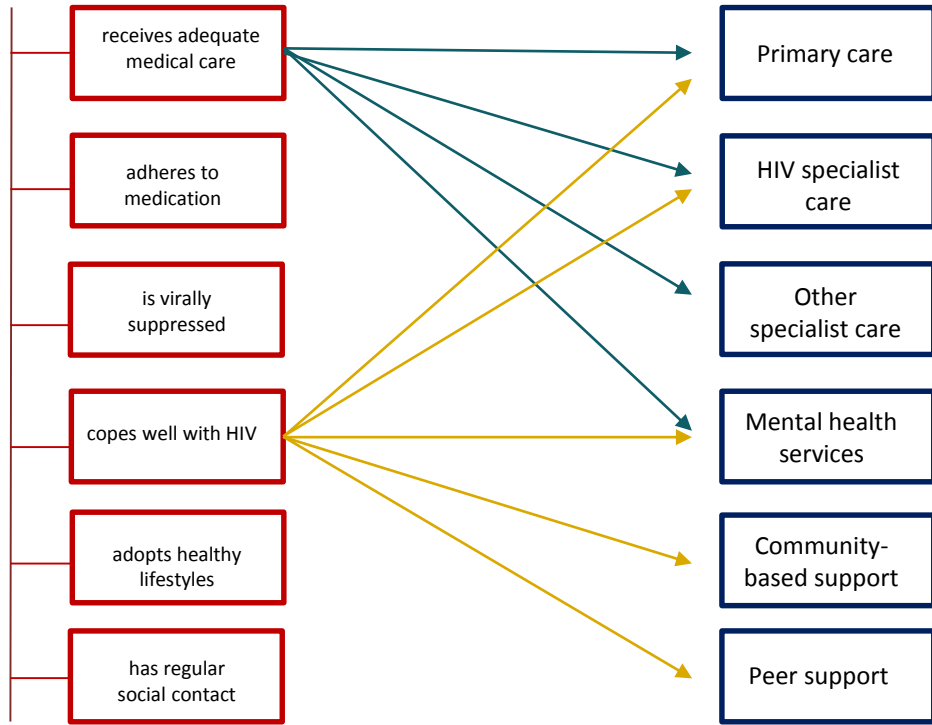 receives adequate
medical care
adheres to
medication
is virally
suppressed
copes well with HIV
adopts healthy
lifestyles
has regular
social contact
Primary care
HIV specialist
care
Other
specialist care
Mental health
services
Community-
based support
Peer support